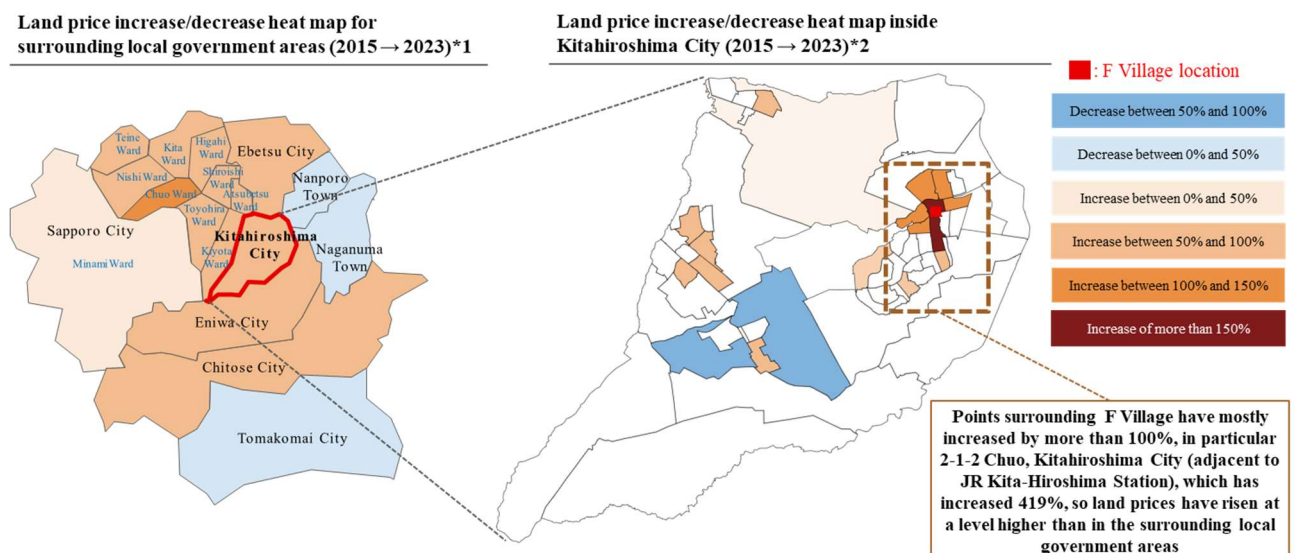 Land price increase/decrease heat map for
surrounding local government areas (2015 → 2023)*1
Land price increase/decrease heat map inside
Kitahiroshima City (2015 → 2023)*2
: F Village location
Decrease between 50% and 100%
Decrease between 0% and 50%
Increase between 0% and 50%
Increase between 50% and 100%
Increase between 100% and 150%
Increase of more than 150%
Teine
Ward
Kita
Ward
Higahi
Ward
Ebetsu City
Nishi Ward
Shiroishi
Ward
Nanporo
Town
Chuo Ward
Atsubetsu
Ward
Toyohira
Ward
Sapporo City
Kitahiroshima
City
Kiyota
Ward
Naganuma
Town
Minami Ward
Eniwa City
Chitose City
Tomakomai City
Points surrounding F Village have mostly
increased by more than 100%, in particular
2-1-2 Chuo, Kitahiroshima City (adjacent to
JR Kita-Hiroshima Station), which has
increased 419%, so land prices have risen at
a level higher than in the surrounding local
government areas